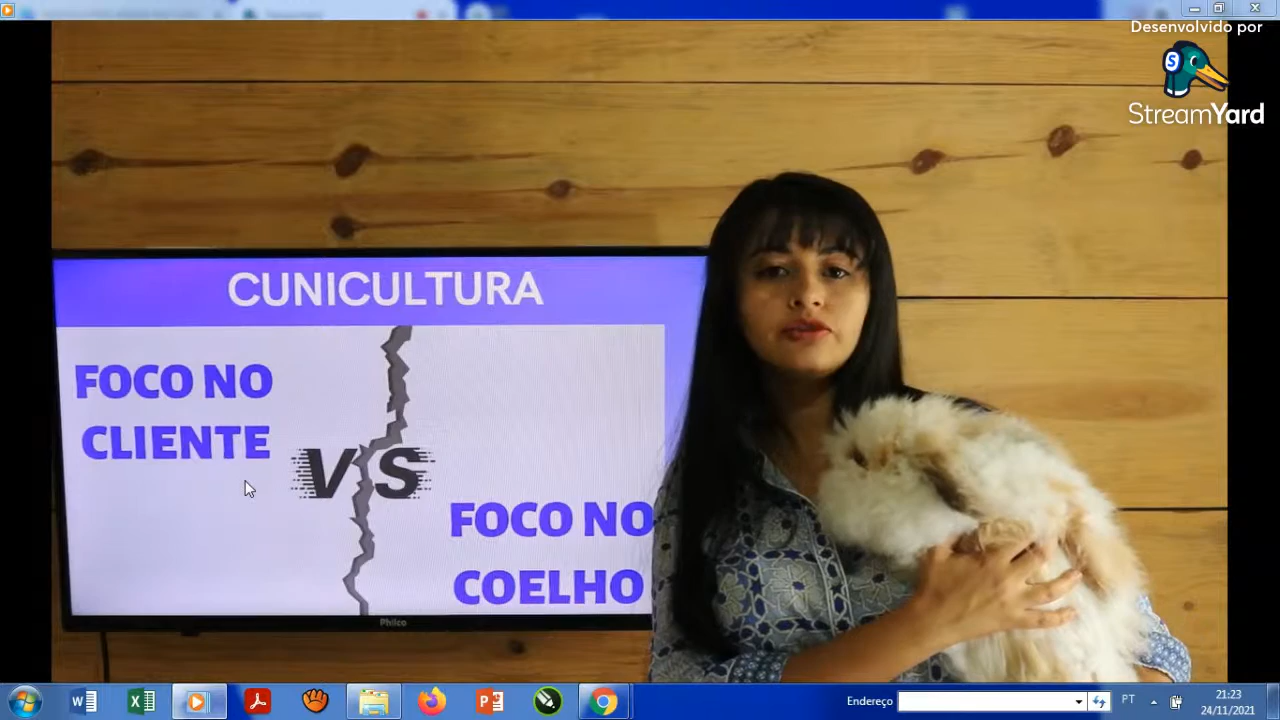 Desenvolvido por
StreamYard
CUNICULTURA
FOCO NO
CLIENTE
VS
FOCO NO
COELHO
Philco
Endereço
PT
21:23
24/11/2021